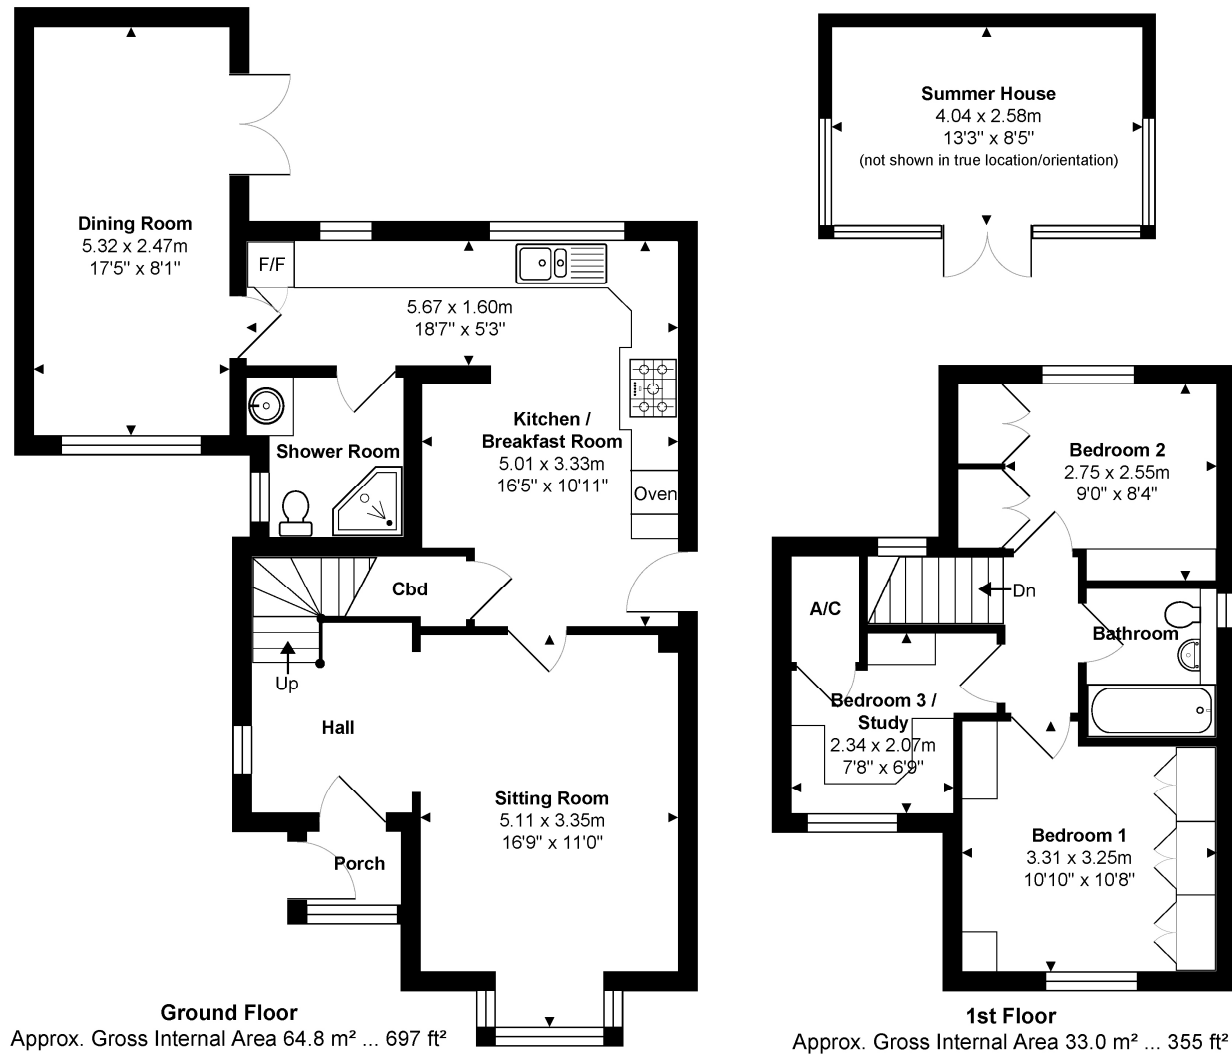 Dining Room
5.32 x 2.47m
17'5" x 8'1"
F/F
5.67 x 1.60m
18'7" x 5'3"
Shower Room
Kitchen /
Breakfast Room
5.01 x 3.33m
16'5" x 10'11"
Oven
Cbd
Up
Hall
Sitting Room
5.11 x 3.35m
16'9" x 11'0"
Porch
Ground Floor
Approx. Gross Internal Area 64.8 m² ... 697 ft²
Summer House
4.04 x 2.58m
13'3" x 8'5"
(not shown in true location/orientation)
Bedroom 2
2.75 x 2.55m
9'0" x 8'4"
A/C
Dn
Bathroom
Bedroom 3 /
Study
2.34 x 2.07m
7'8" x 6'9"
Bedroom 1
3.31 x 3.25m
10'10" x 10'8"
1st Floor
Approx. Gross Internal Area 33.0 m² ... 355 ft²